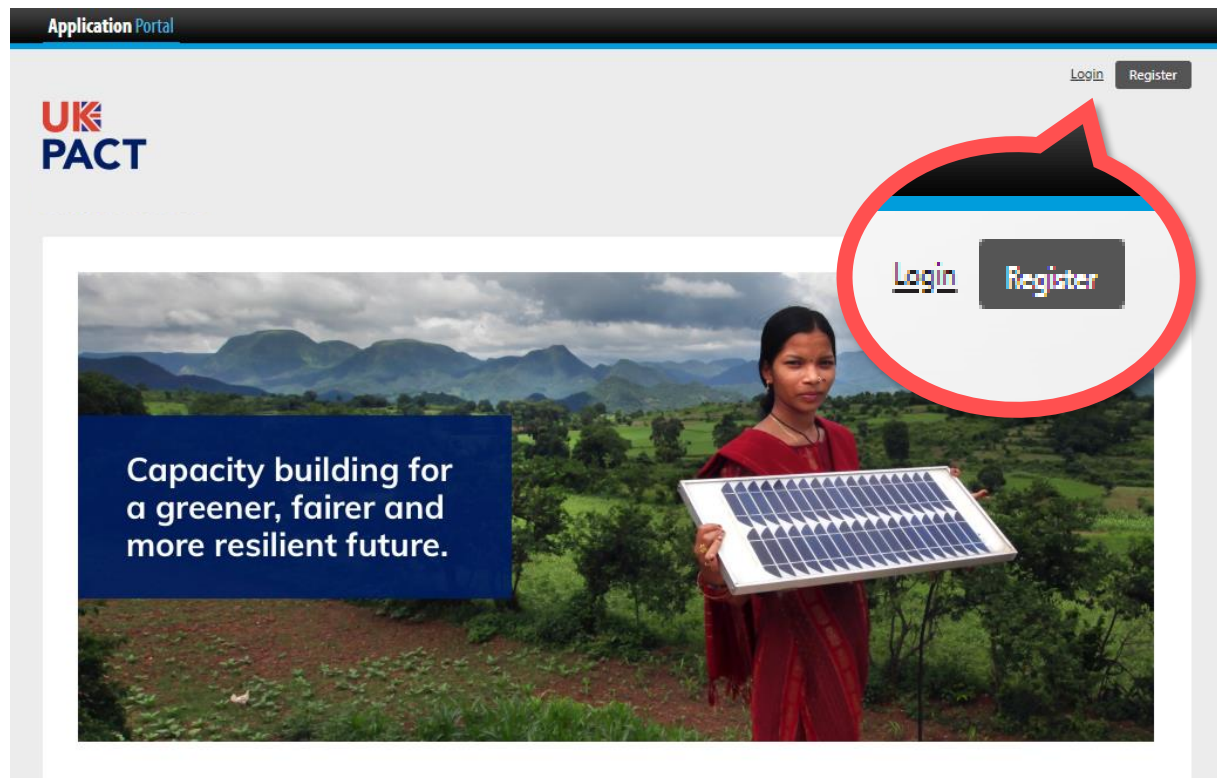 Application Portal
Login Register
UK
PACT
Login Register
Capacity building for
a greener, fairer and
more resilient future.